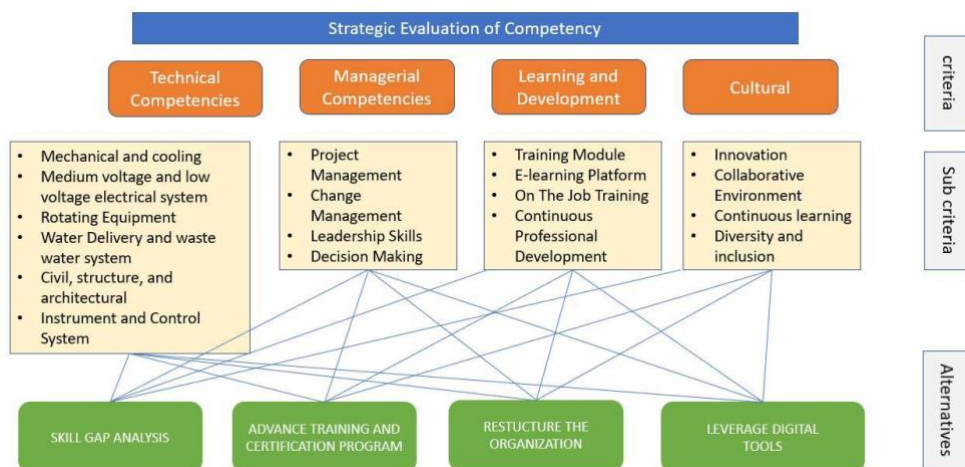 Strategic Evaluation of Competency
Technical
Competencies
Managerial
Competencies
Learning and
Development
Cultural
criteria
• Mechanical and cooling
• Medium voltage and low
voltage electrical system
• Rotating Equipment
• Water Delivery and waste
water system
• Civil, structure, and
architectural
• Instrument and Control
System
• Project
Management
• Change
Management
• Leadership Skills
• Decision Making
• Training Module
• E-learning Platform
• On The Job Training
• Continuous
Professional
Development
• Innovation
• Collaborative
Environment
• Continuous learning
• Diversity and
inclusion
Sub criteria
SKILL GAP ANALYSIS
ADVANCE TRAINING AND
CERTIFICATION PROGRAM
RESTUCTURE THE
ORGANIZATION
LEVERAGE DIGITAL
TOOLS
Alternatives